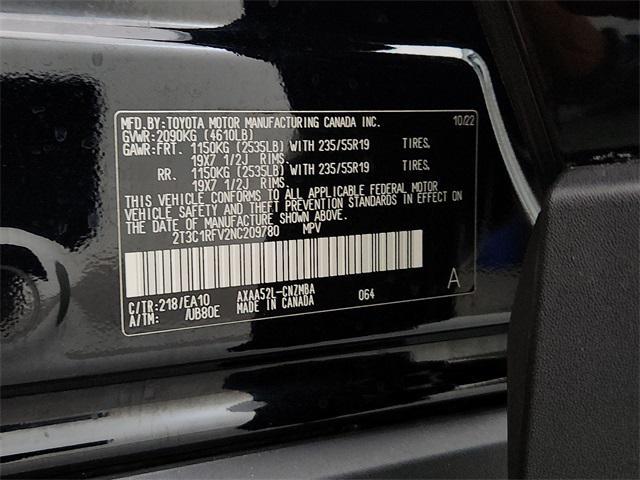 MFD.BY:TOYOTA MOTOR MANUFACTURING CANADA INC. 10/22
GVWR:2090KG (4610LB)
GAWR:FRT. 1150KG (2535LB) WITH 235/55R19 TIRES.
19X7 1/2J RIMS.
RR. 1150KG (2535LB) WITH 235/55R19 TIRES.
19X7 1/2J RIMS.
THIS VEHICLE CONFORMS TO ALL APPLICABLE FEDERAL MOTOR
VEHICLE SAFETY AND THEFT PREVENTION STANDARDS IN EFFECT ON
THE DATE OF MANUFACTURE SHOWN ABOVE.
2T3C1RFV2NC209780 MPV
C/TR:218/EA10 AXAA52L-CNZMBA 064 A
A/TM: /UB80E MADE IN CANADA